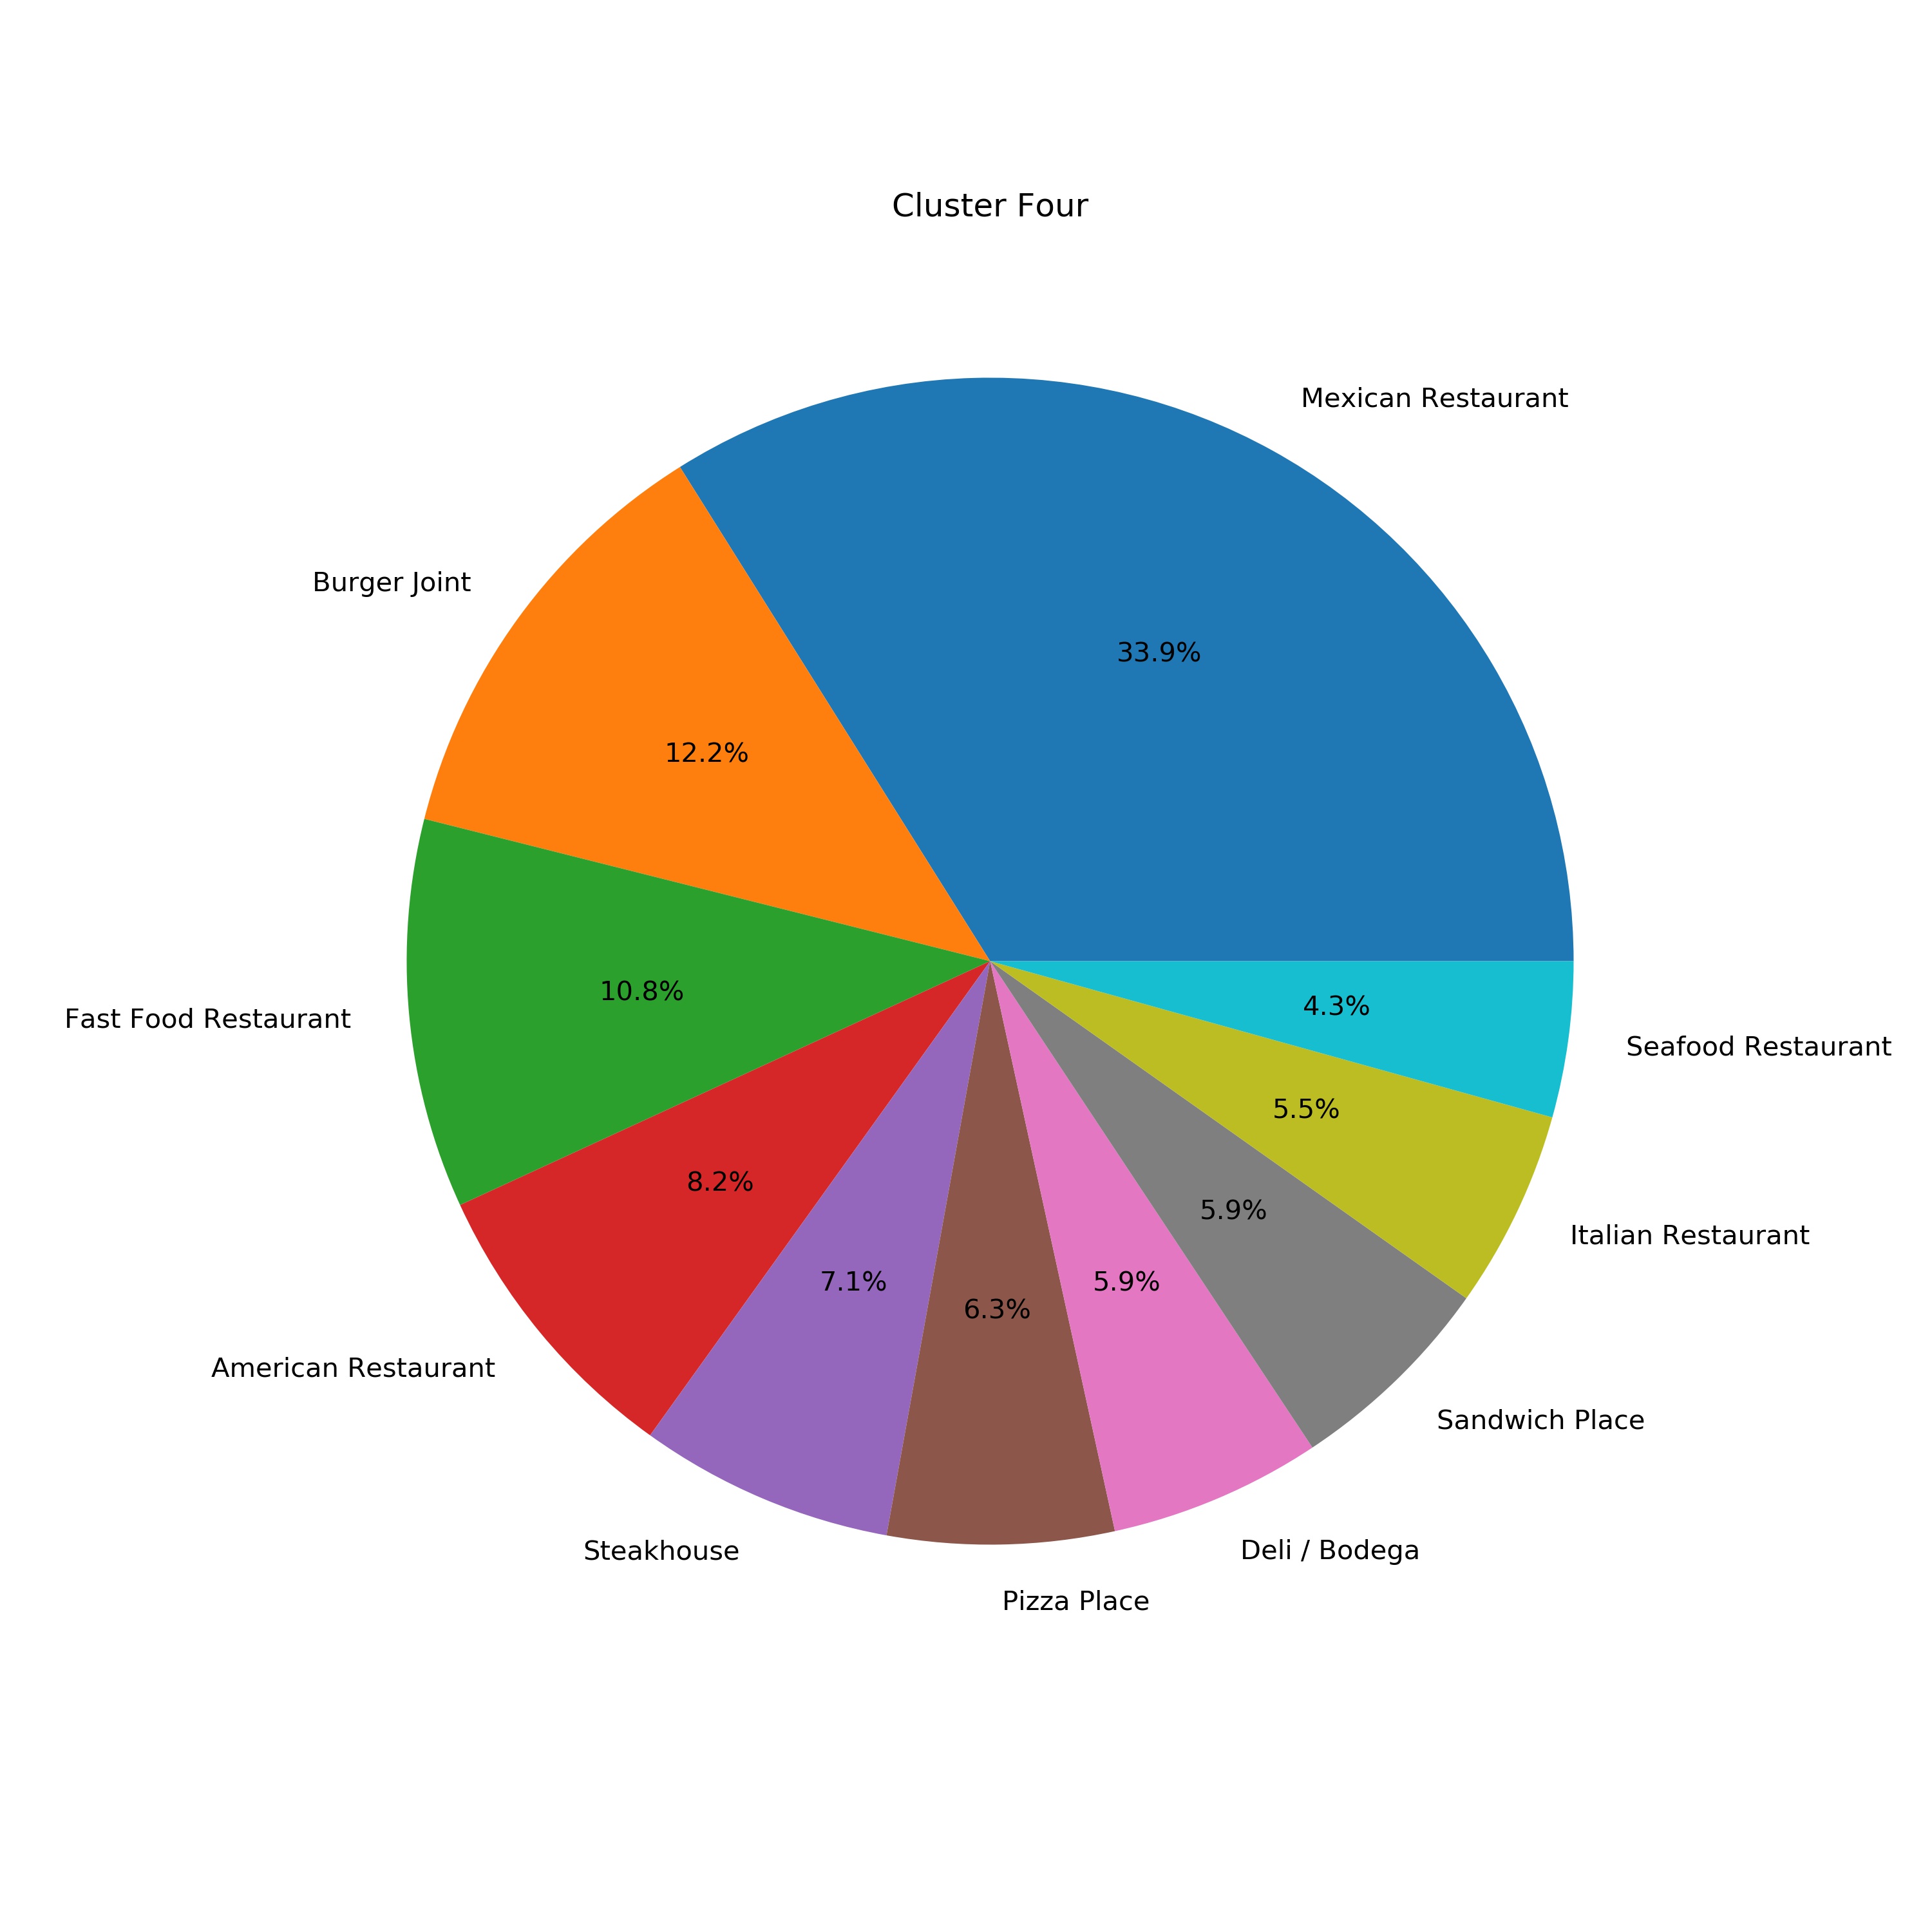 Cluster Four
Mexican Restaurant
33.9%
Burger Joint
12.2%
Fast Food Restaurant
10.8%
American Restaurant
8.2%
Steakhouse
7.1%
Pizza Place
6.3%
Deli / Bodega
5.9%
Sandwich Place
5.9%
Italian Restaurant
5.5%
Seafood Restaurant
4.3%